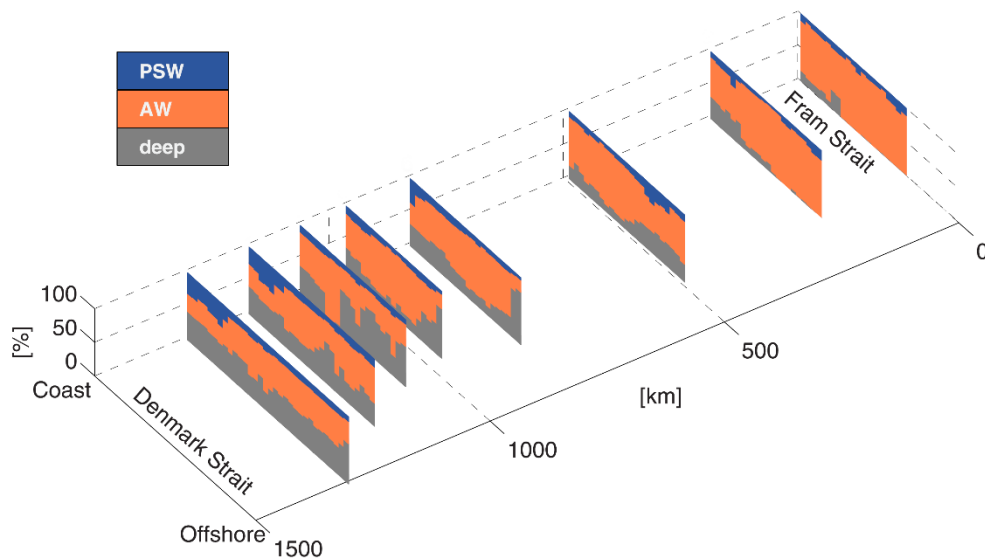 PSW
AW
deep
Fram Strait
0
500
[km]
1000
100
50
0
[%]
Coast
Denmark Strait
Offshore
1500